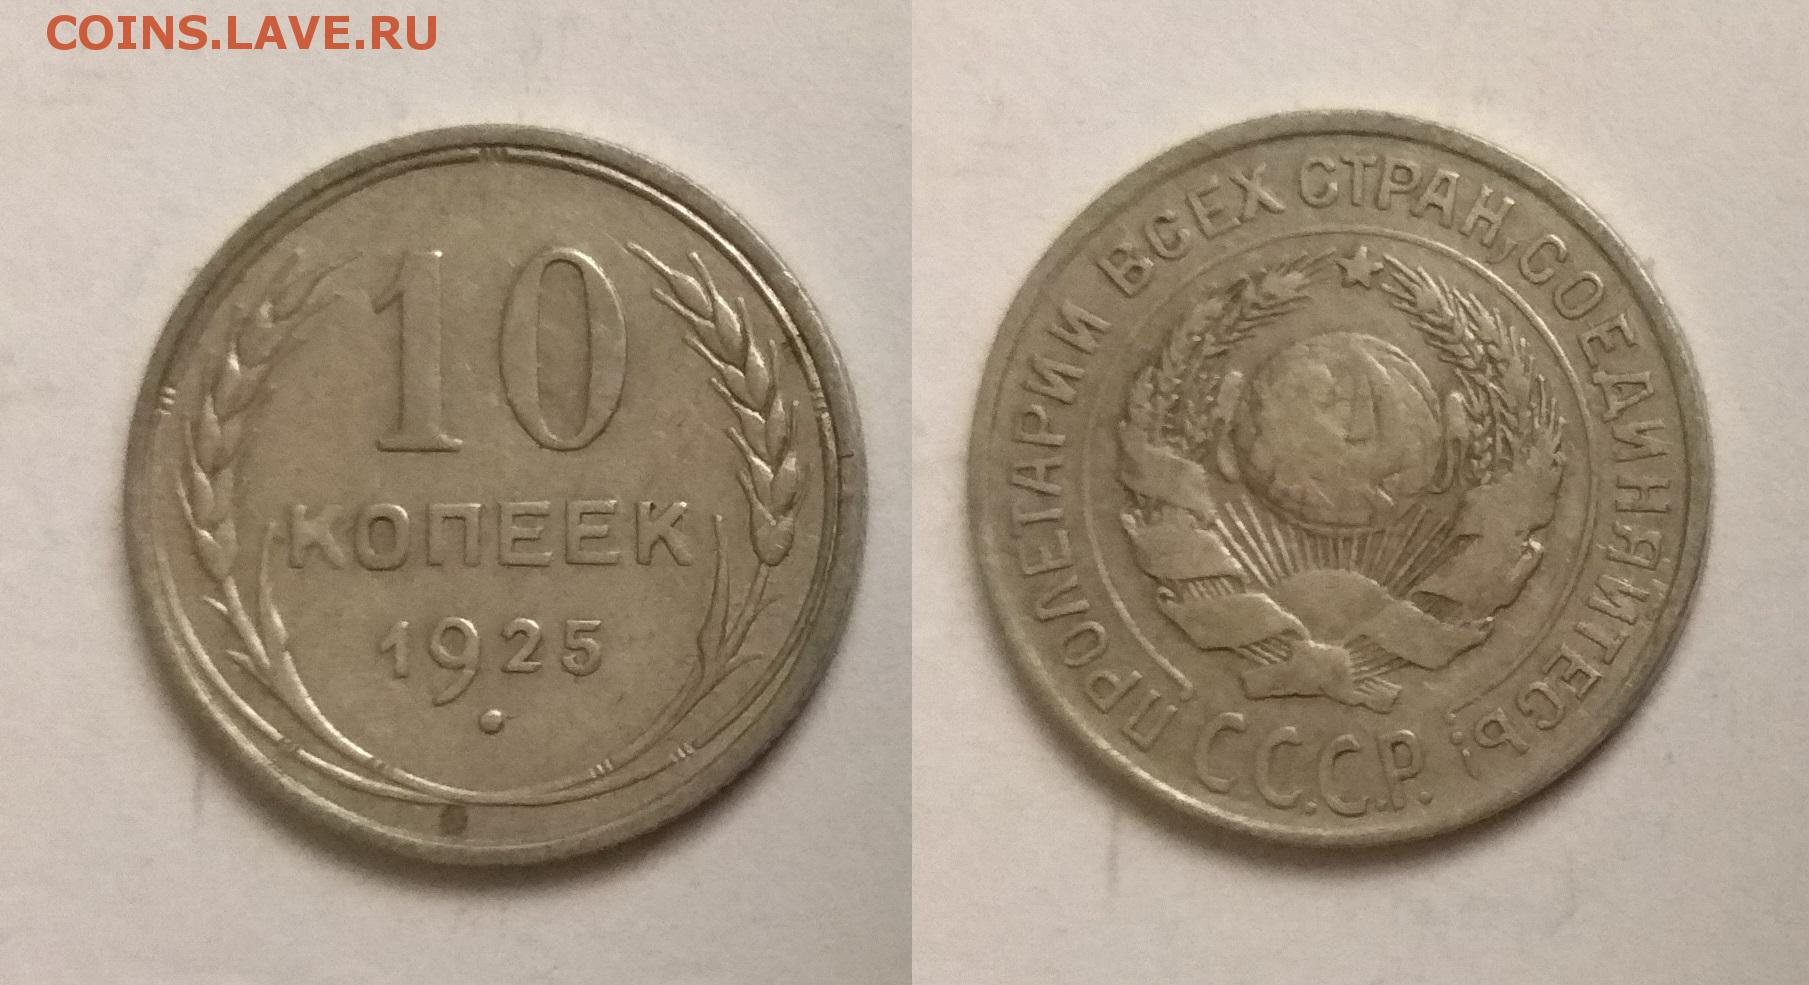 COINS.LAVE.RU
10
КОПЕЕК
1925
ПРОЛЕТАРИИ ВСЕХ СТРАН, СОЕДИНЯЙТЕСЬ!
С.С.С.Р.